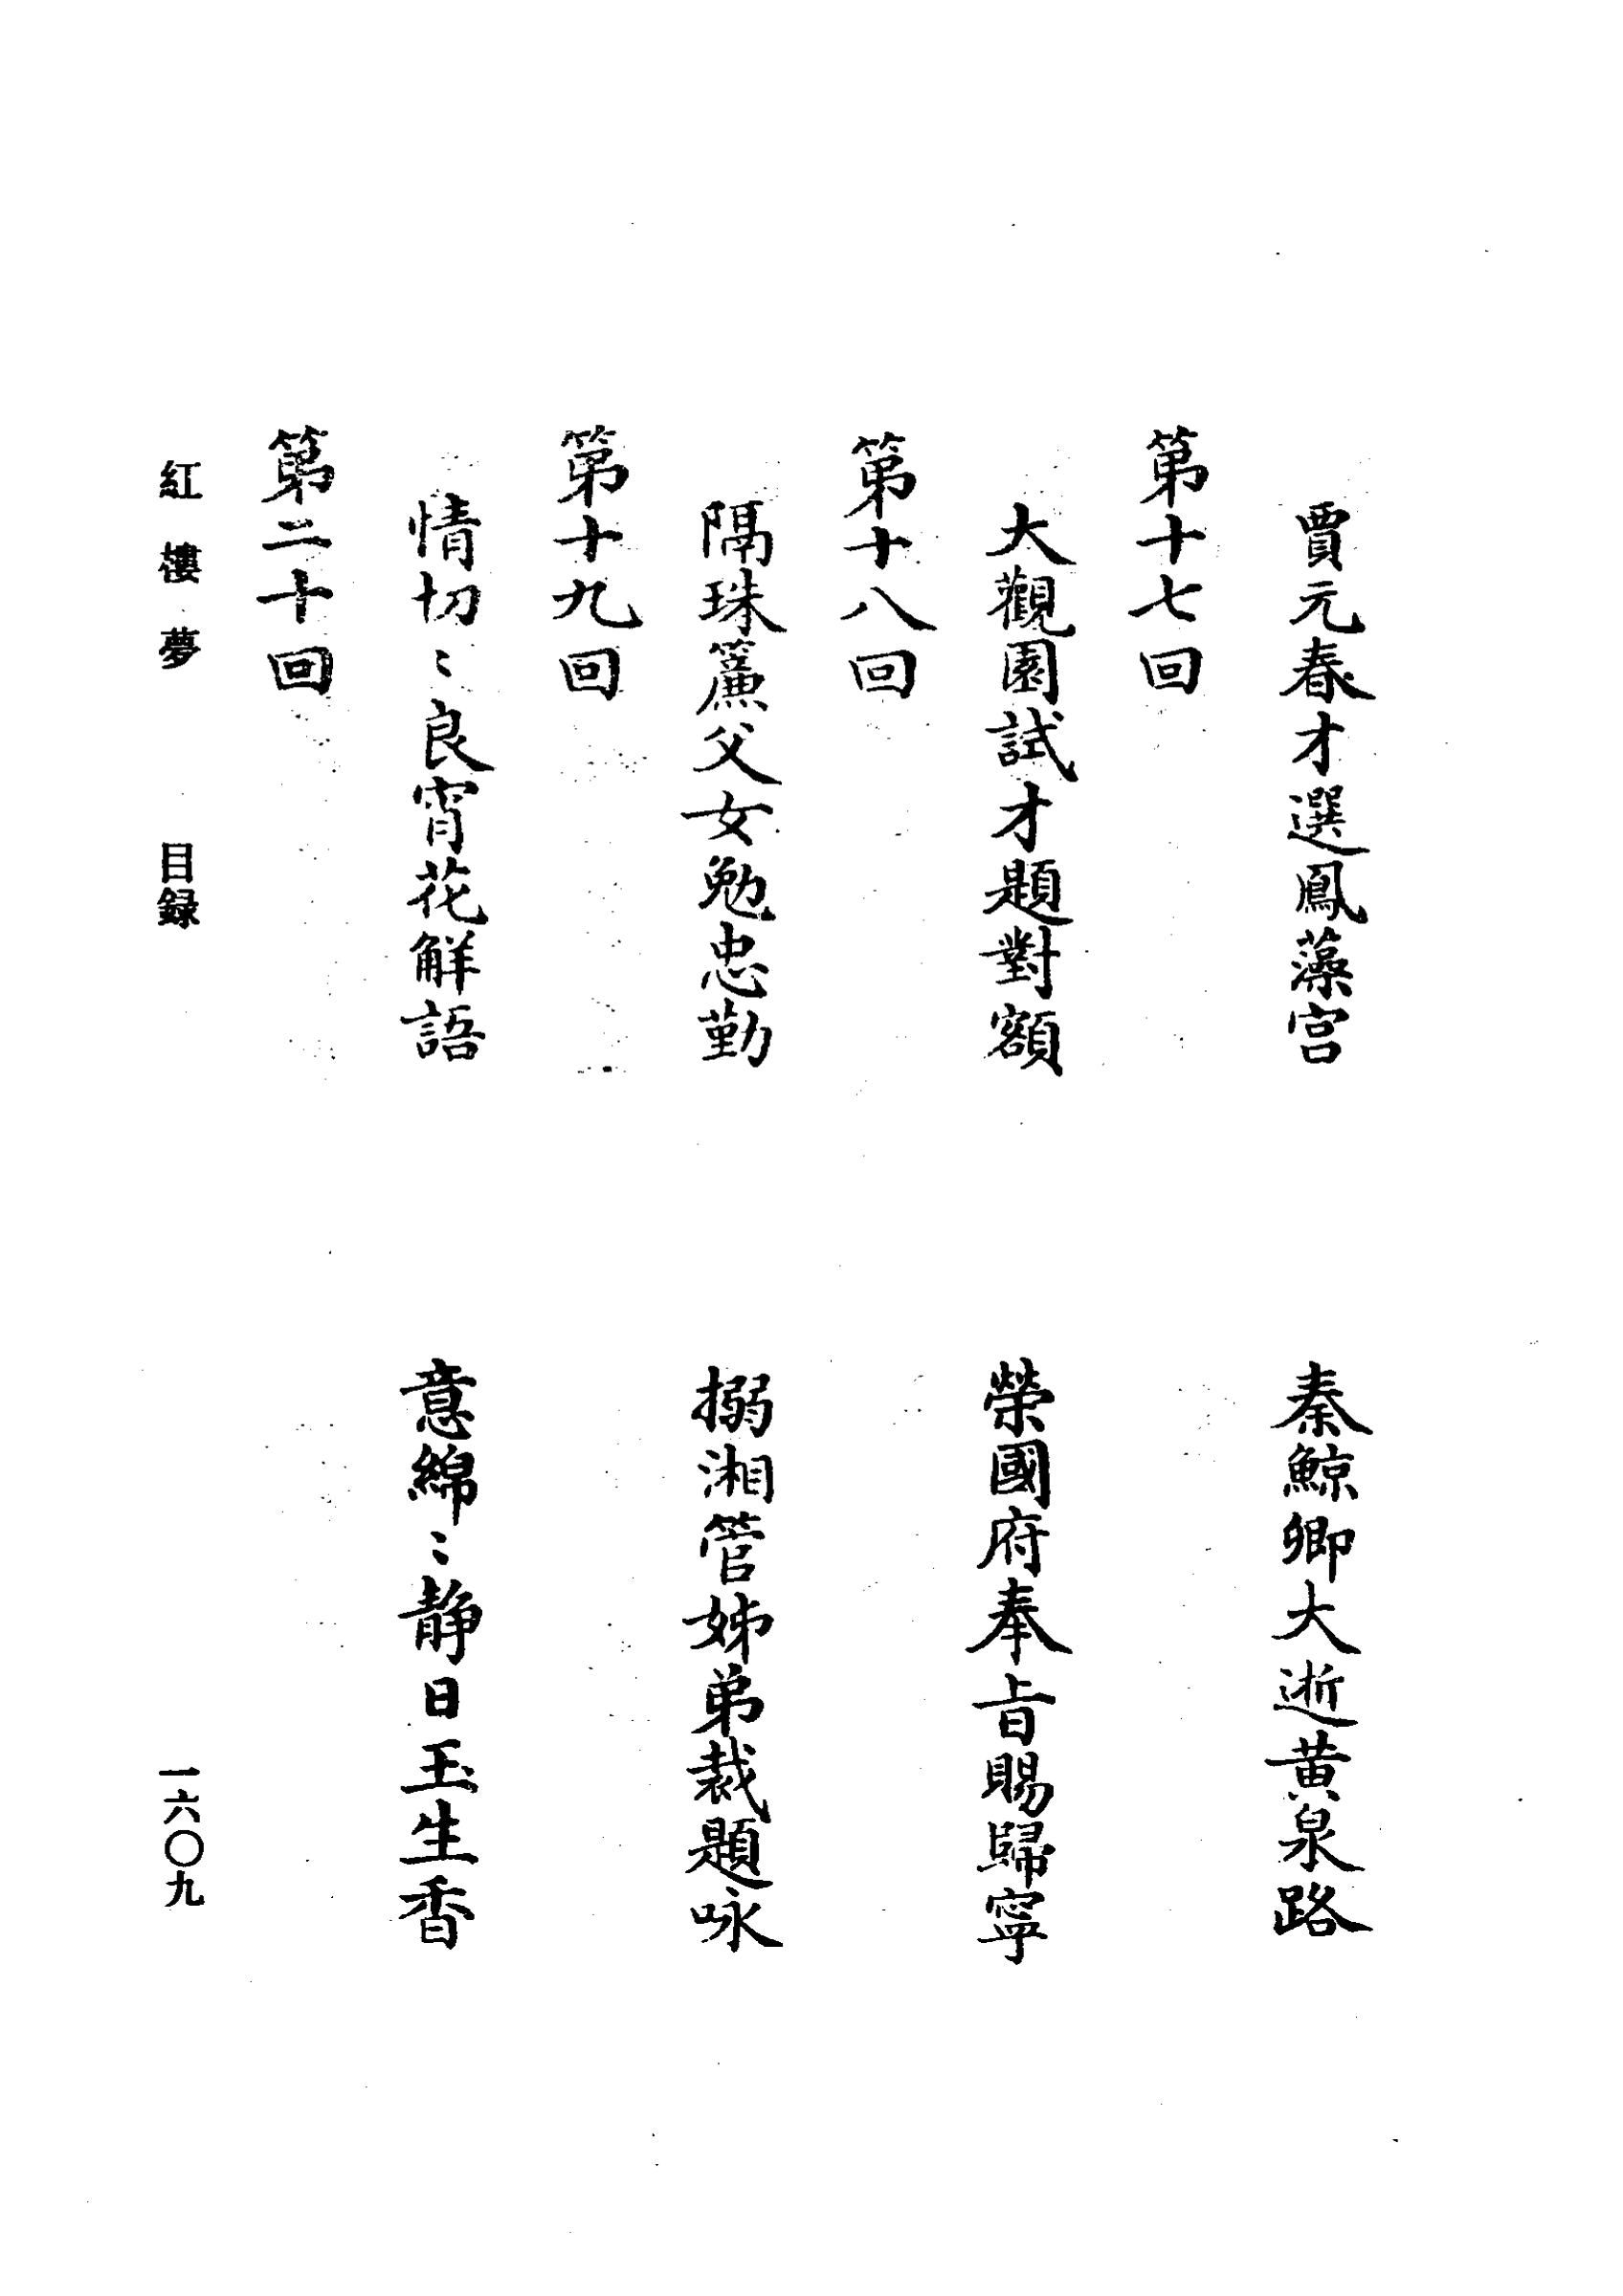 賈元春才選鳳藻宮　秦鯨卿大逝黃泉路
第十七回
大觀園試才題對額　榮國府奉旨賜歸寧
第十八回
隔珠簾父女勉忠勤　搦湘管姊弟裁題咏
第十九回
情切〻良宵花解語　意綿〻静日玉生香
第二十回
紅樓夢　目録　一六〇九